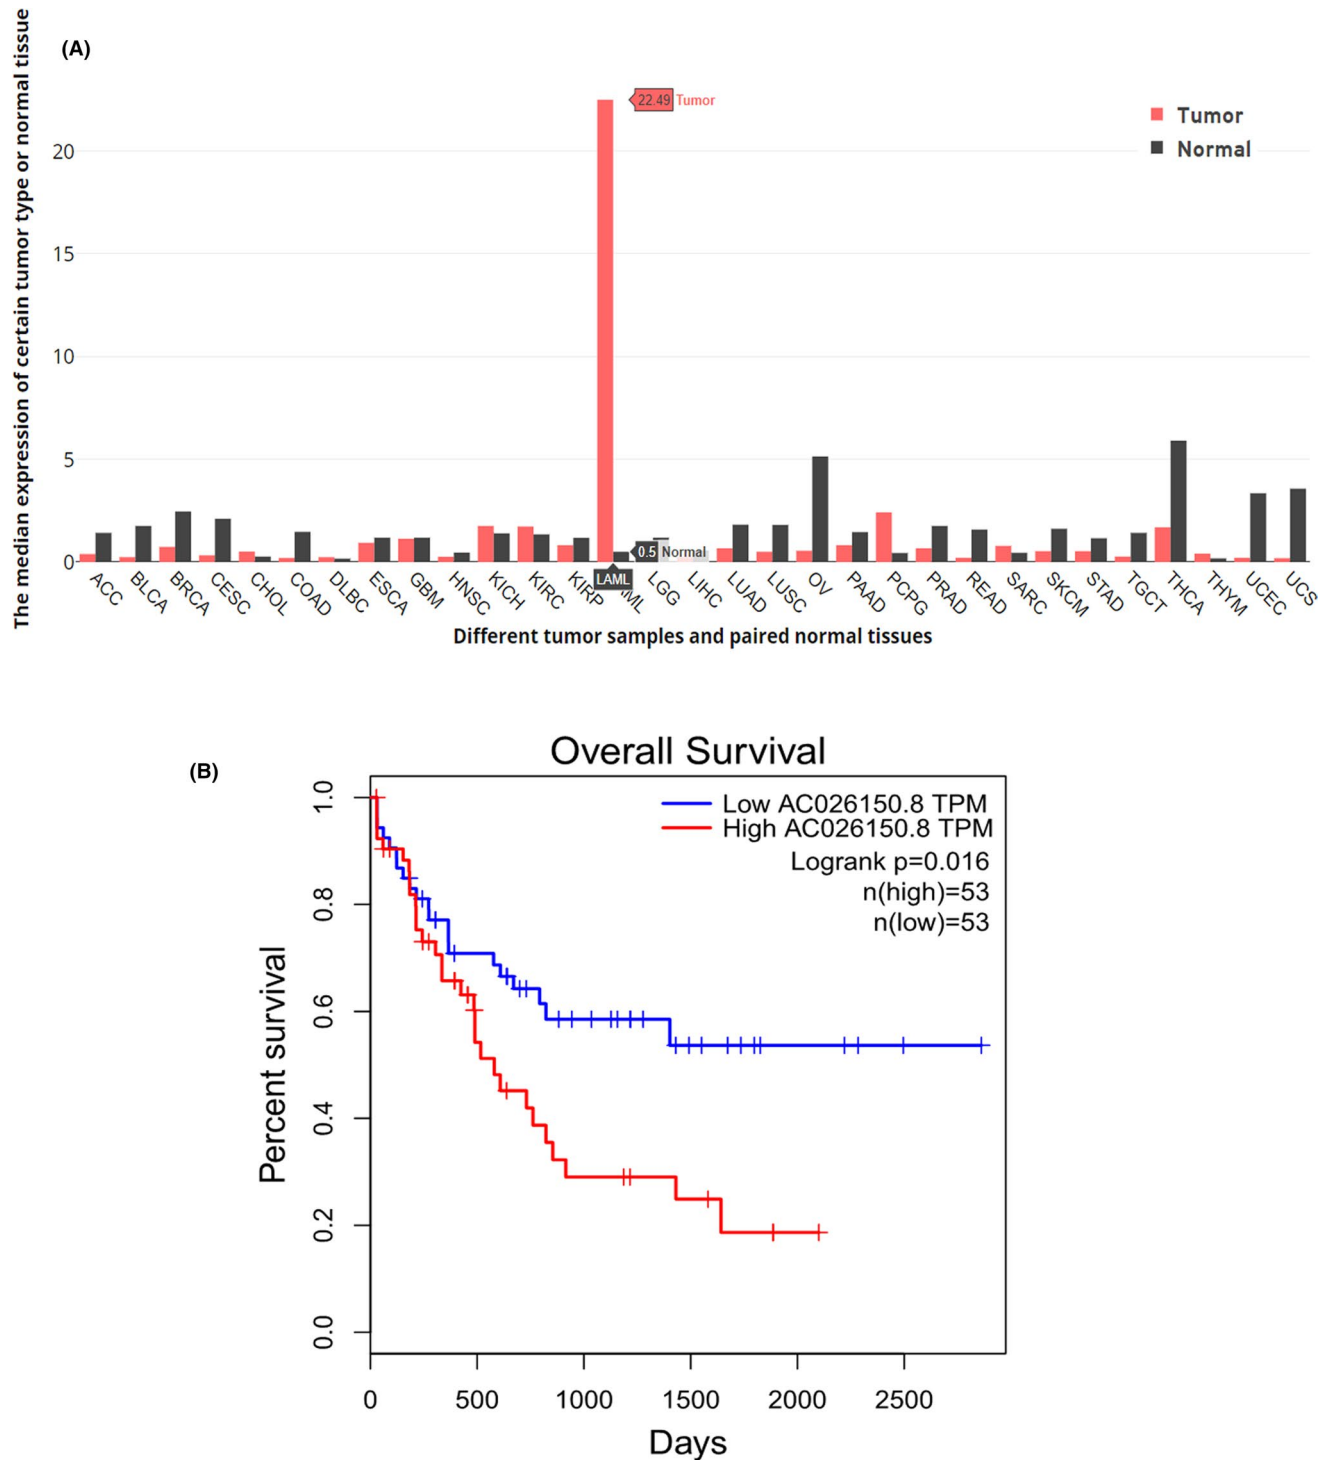 (A)
The median expression of certain tumor type or normal tissue
22.49 Tumor
Tumor
Normal
20
15
10
5
0
0.5 Normal
LAML
ACC BLCA BRCA CESC CHOL COAD DLBC ESCA GBM HNSC KICH KIRC KIRP LGG LIHC LUAD LUSC OV PAAD PCPG PRAD READ SARC SKCM STAD TGCT THCA THYM UCEC UCS
Different tumor samples and paired normal tissues
(B)
Overall Survival
Low AC026150.8 TPM
High AC026150.8 TPM
Logrank p=0.016
n(high)=53
n(low)=53
Percent survival
1.0
0.8
0.6
0.4
0.2
0.0
0 500 1000 1500 2000 2500
Days